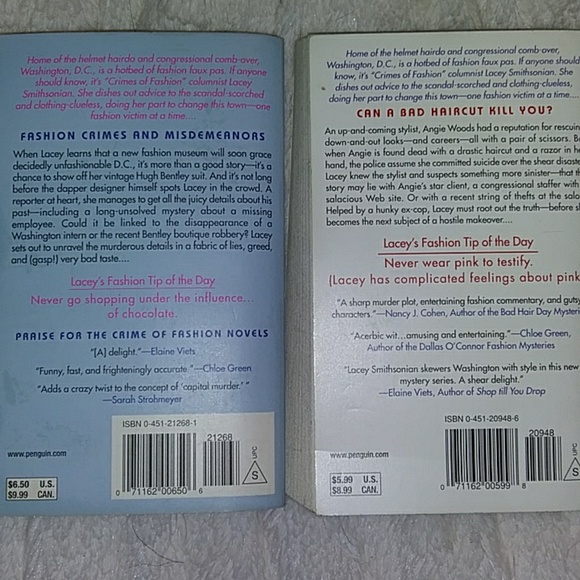 Home of the helmet hairdo and congressional comb-over,
Washington, D.C., is a hotbed of fashion faux pas. If anyone
should know, it's "Crimes of Fashion" columnist Lacey
Smithsonian. She dishes out advice to the scandal-scorched
and clothing-clueless, doing her part to change this town—one
fashion victim at a time....
FASHION CRIMES AND MISDEMEANORS
When Lacey learns that a new fashion museum will soon grace
decidedly unfashionable D.C., it's more than a good story—it's a
chance to show off her vintage Hugh Bentley suit. And it's not long
before the dapper designer himself spots Lacey in the crowd. A
reporter at heart, she manages to get all the juicy details about his
past—including a long-unsolved mystery about a missing
employee. Could it be linked to the disappearance of a
Washington intern or the recent Bentley boutique robbery? Lacey
sets out to unravel the murderous details in a fabric of lies, greed,
and (gasp!) very bad taste....
Lacey's Fashion Tip of the Day
Never go shopping under the influence...
of chocolate.
PRAISE FOR THE CRIME OF FASHION NOVELS
"[A] delight."—Elaine Viets
"Funny, fast, and frighteningly accurate."—Chloe Green
"Adds a crazy twist to the concept of 'capital murder.' "
—Sarah Strohmeyer
ISBN 0-451-21268-1
21268
UPC
S
www.penguin.com
$6.50 U.S.
$9.99 CAN.
0 71162 00650 6
Home of the helmet hairdo and congressional comb-over,
Washington, D.C., is a hotbed of fashion faux pas. If anyone should
know, it's "Crimes of Fashion" columnist Lacey Smithsonian. She
dishes out advice to the scandal-scorched and clothing-clueless,
doing her part to change this town—one fashion victim at a time....
CAN A BAD HAIRCUT KILL YOU?
An up-and-coming stylist, Angie Woods had a reputation for rescuing
down-and-out looks—and careers—all with a pair of scissors. But
when Angie is found dead with a drastic haircut and a razor in her
hand, the police assume she committed suicide over the shear disaster.
Lacey knew the stylist and suspects something more sinister—that the
story may lie with Angie's star client, a congressional staffer with a
salacious Web site. Or with a recent string of thefts at the salon.
Helped by a hunky ex-cop, Lacey must root out the truth—before she
becomes the next subject of a hostile makeover....
Lacey's Fashion Tip of the Day
Never wear pink to testify.
(Lacey has complicated feelings about pink
"A sharp murder plot, entertaining fashion commentary, and gutsy
characters."—Nancy J. Cohen, Author of the Bad Hair Day Mysteries
"Acerbic wit...amusing and entertaining."—Chloe Green,
Author of the Dallas O'Connor Fashion Mysteries
"Lacey Smithsonian skewers Washington with style in this new
mystery series. A shear delight."
—Elaine Viets, Author of Shop till You Drop
ISBN 0-451-20948-6
20948
UPC
S
www.penguin.com
$5.99 U.S.
$8.99 CAN.
0 71162 00599 8